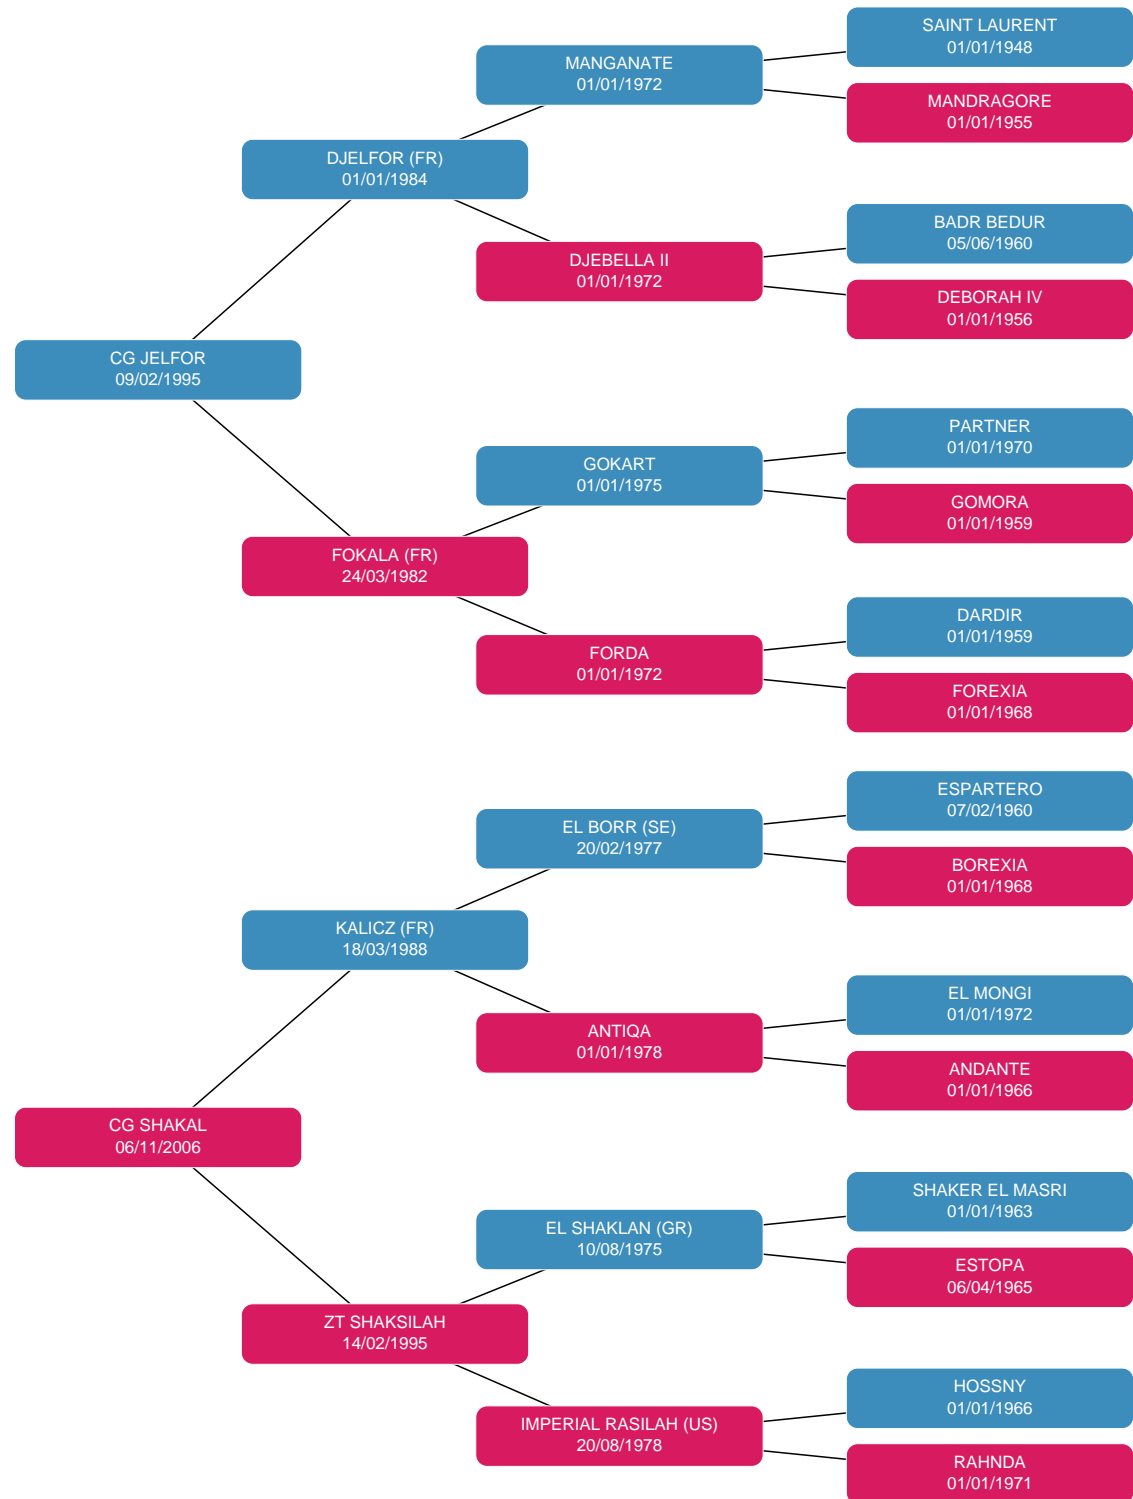 SAINT LAURENT
01/01/1948
MANGANATE
01/01/1972
MANDRAGORE
01/01/1955
DJELFOR (FR)
01/01/1984
BADR BEDUR
05/06/1960
DJEBELLA II
01/01/1972
DEBORAH IV
01/01/1956
CG JELFOR
09/02/1995
PARTNER
01/01/1970
GOKART
01/01/1975
GOMORA
01/01/1959
FOKALA (FR)
24/03/1982
DARDIR
01/01/1959
FORDA
01/01/1972
FOREXIA
01/01/1968
ESPARTERO
07/02/1960
EL BORR (SE)
20/02/1977
BOREXIA
01/01/1968
KALICZ (FR)
18/03/1988
EL MONGI
01/01/1972
ANTIQA
01/01/1978
ANDANTE
01/01/1966
CG SHAKAL
06/11/2006
SHAKER EL MASRI
01/01/1963
EL SHAKLAN (GR)
10/08/1975
ESTOPA
06/04/1965
ZT SHAKSILAH
14/02/1995
HOSSNY
01/01/1966
IMPERIAL RASILAH (US)
20/08/1978
RAHNDA
01/01/1971